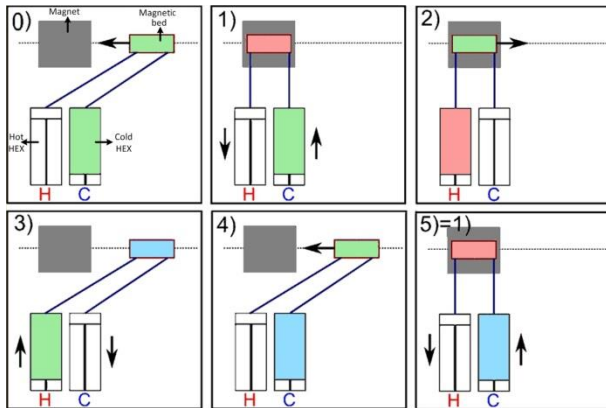 0)
Magnet
Magnetic
bed
Hot
HEX
Cold
HEX
H C
1)
H C
2)
H C
3)
H C
4)
H C
5)=1)
H C